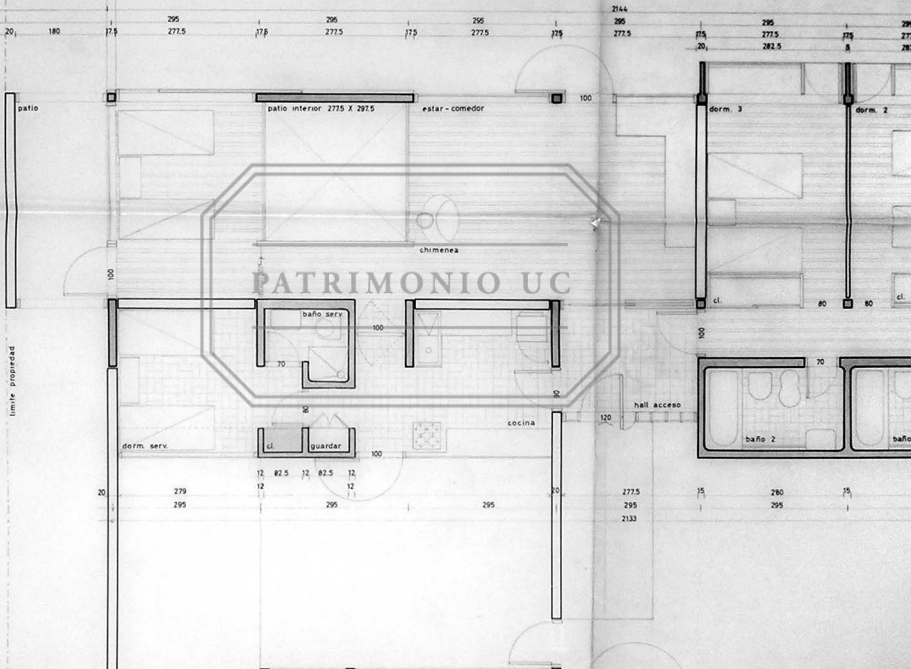 2144
295 295 295 295 295
20 180 17.5 277.5 17.5 277.5 17.5 277.5 125 277.5 17.5 277.5 17.5
20 282.5 8
patio
patio interior 277.5 X 297.5
estar-comedor
100
dorm. 3
dorm. 2
chimenea
100
PATRIMONIO UC
cl.
80
80
cl.
baño serv.
100
100
70
70
limite propiedad
90
80
hall acceso
120
cocina
baño 2
baño
dorm. serv.
cl.
guardar
100
12 82.5 12 82.5 12
12 12
20 279 20 277.5 15 280 15
295 295 295 295 295
2133